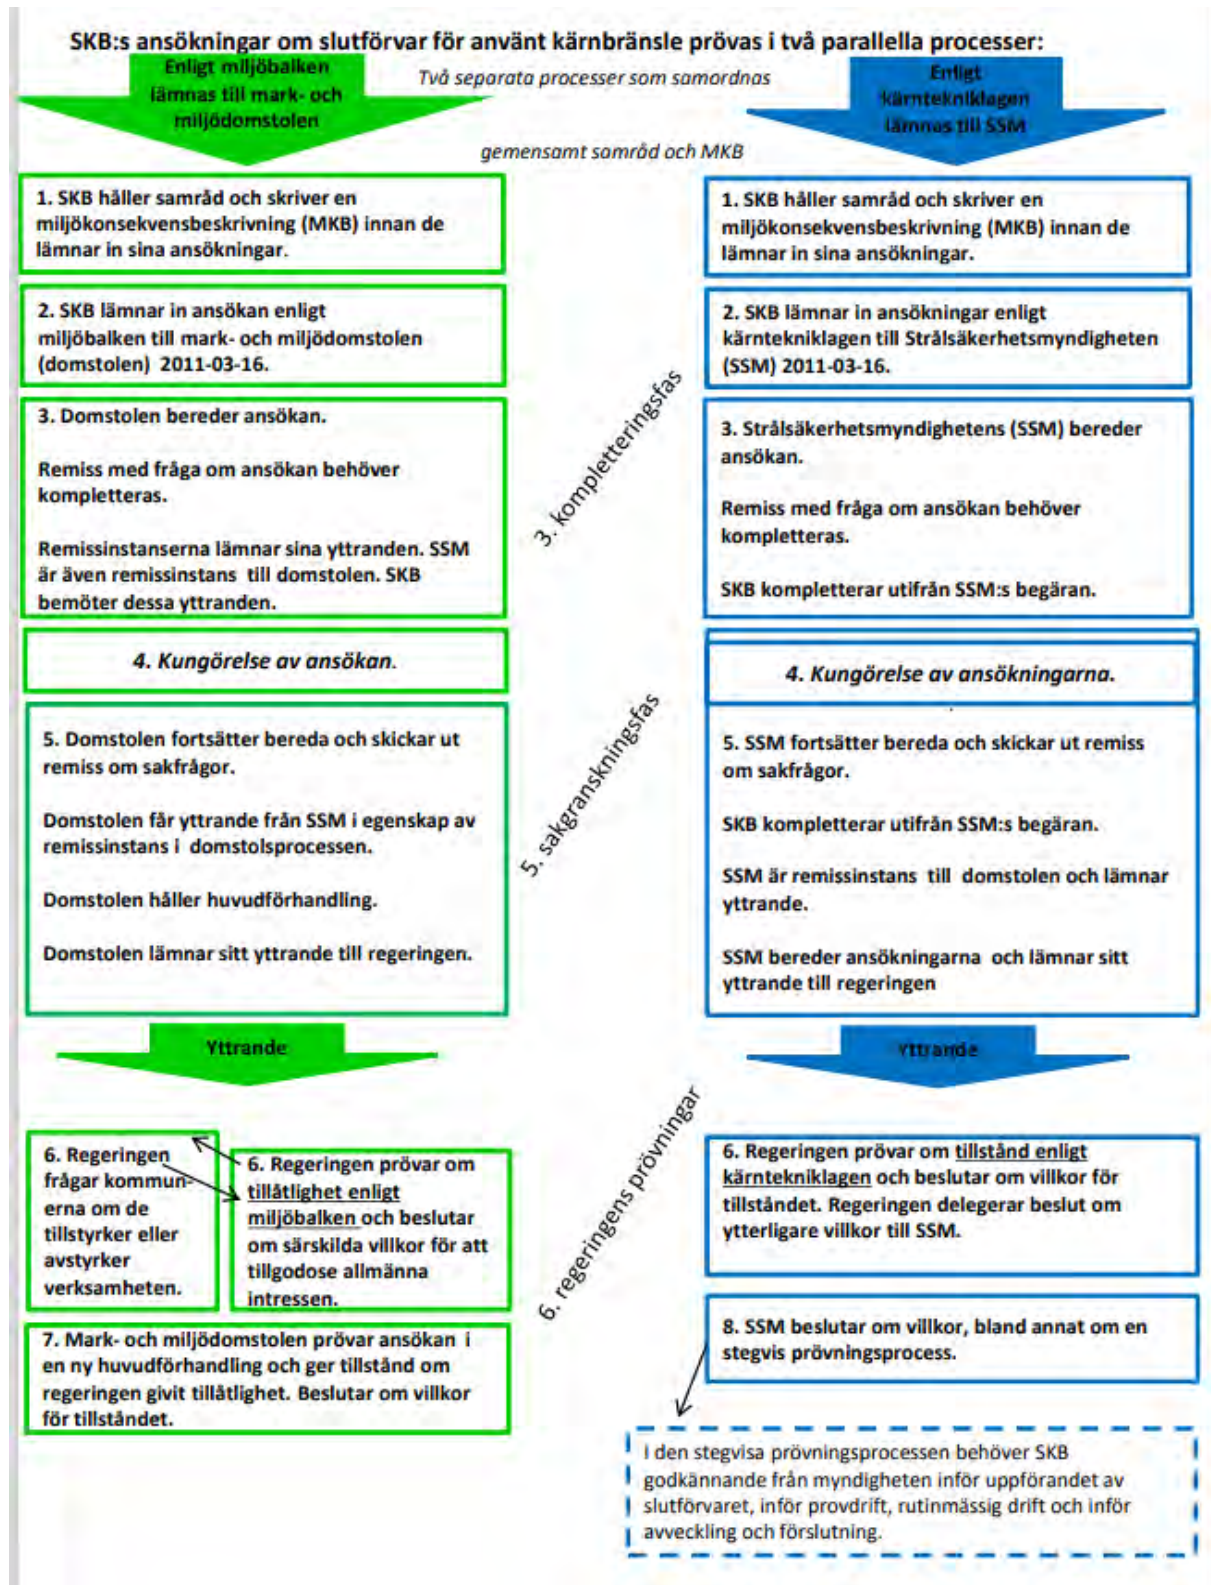 SKB:s ansökningar om slutförvar för använt kärnbränsle prövas i två parallella processer:
Enligt miljöbalken
lämnas till mark- och
miljödomstolen
Två separata processer som samordnas
Enligt
kärntekniklagen
lämnas till SSM
gemensamt samråd och MKB
1. SKB håller samråd och skriver en
miljökonsekvensbeskrivning (MKB) innan de
lämnar in sina ansökningar.
2. SKB lämnar in ansökan enligt
miljöbalken till mark- och miljödomstolen
(domstolen) 2011-03-16.
3. Domstolen bereder ansökan.
Remiss med fråga om ansökan behöver
kompletteras.
Remissinstanserna lämnar sina yttranden. SSM
är även remissinstans till domstolen. SKB
bemöter dessa yttranden.
4. Kungörelse av ansökan.
5. Domstolen fortsätter bereda och skickar ut
remiss om sakfrågor.
Domstolen får yttrande från SSM i egenskap av
remissinstans i domstolsprocessen.
Domstolen håller huvudförhandling.
Domstolen lämnar sitt yttrande till regeringen.
Yttrande
6. Regeringen
frågar kommun-
erna om de
tillstyrker eller
avstyrker
verksamheten.
6. Regeringen prövar om
tillåtlighet enligt
miljöbalken och beslutar
om särskilda villkor för att
tillgodose allmänna
intressen.
7. Mark- och miljödomstolen prövar ansökan i
en ny huvudförhandling och ger tillstånd om
regeringen givit tillåtlighet. Beslutar om villkor
för tillståndet.
3. kompletteringsfas
5. sakgranskningsfas
6. regeringens prövningar
1. SKB håller samråd och skriver en
miljökonsekvensbeskrivning (MKB) innan de
lämnar in sina ansökningar.
2. SKB lämnar in ansökningar enligt
kärntekniklagen till Strålsäkerhetsmyndigheten
(SSM) 2011-03-16.
3. Strålsäkerhetsmyndighetens (SSM) bereder
ansökan.
Remiss med fråga om ansökan behöver
kompletteras.
SKB kompletterar utifrån SSM:s begäran.
4. Kungörelse av ansökningarna.
5. SSM fortsätter bereda och skickar ut remiss
om sakfrågor.
SKB kompletterar utifrån SSM:s begäran.
SSM är remissinstans till domstolen och lämnar
yttrande.
SSM bereder ansökningarna och lämnar sitt
yttrande till regeringen
Yttrande
6. Regeringen prövar om tillstånd enligt
kärntekniklagen och beslutar om villkor för
tillståndet. Regeringen delegerar beslut om
ytterligare villkor till SSM.
8. SSM beslutar om villkor, bland annat om en
stegvis prövningsprocess.
I den stegvisa prövningsprocessen behöver SKB
godkännande från myndigheten inför uppförandet av
slutförvaret, inför provdrift, rutinmässig drift och inför
avveckling och förslutning.